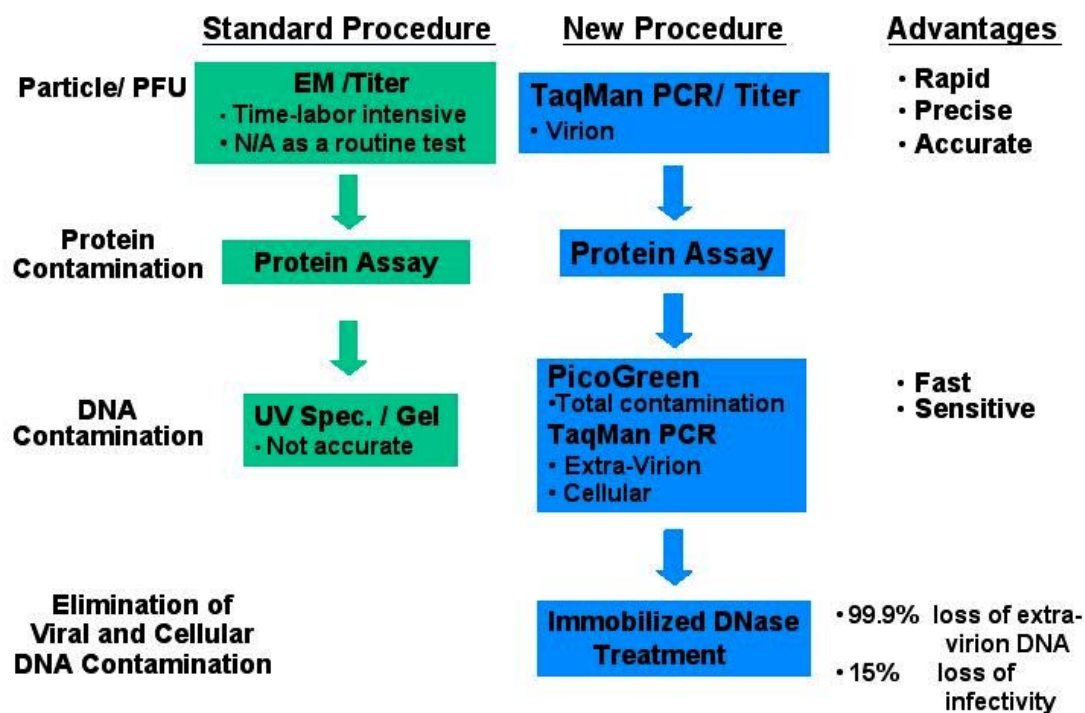 Standard Procedure
New Procedure
Advantages
Particle/ PFU
EM /Titer
• Time-labor intensive
• N/A as a routine test
TaqMan PCR/ Titer
• Virion
• Rapid
• Precise
• Accurate
Protein
Contamination
Protein Assay
Protein Assay
DNA
Contamination
UV Spec. / Gel
• Not accurate
PicoGreen
•Total contamination
TaqMan PCR
• Extra-Virion
• Cellular
• Fast
• Sensitive
Elimination of
Viral and Cellular
DNA Contamination
Immobilized DNase
Treatment
•99.9% loss of extra-
virion DNA
•15% loss of
infectivity